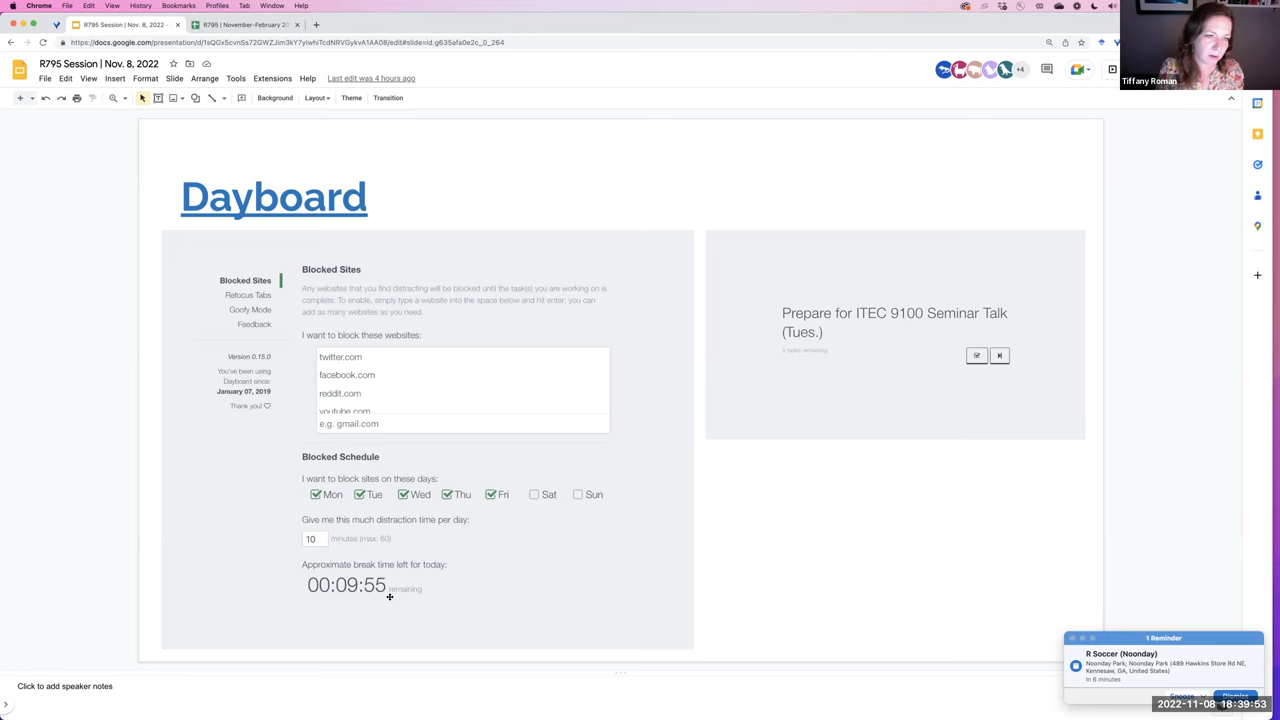 Chrome File Edit View History Bookmarks Profiles Tab Window Help
R795 Session | Nov. 8, 2022 -
R795 | November-February 20
https://docs.google.com/presentation/d/1sQGx5cvnSs72GWZJim3kY7yIwhiTcdNRVGykvA1AA08/edit#slide=id.g635afa0e2c_0_264
Tiffany Roman
R795 Session | Nov. 8, 2022
File Edit View Insert Format Slide Arrange Tools Extensions Help Last edit was 4 hours ago
+4
Background Layout Theme Transition
Dayboard
Blocked Sites
Refocus Tabs
Goofy Mode
Feedback
Version 0.15.0
You've been using
Dayboard since:
January 07, 2019
Thank you!
Blocked Sites
Any websites that you find distracting will be blocked until the task(s) you are working on is
complete. To enable, simply type a website into the space below and hit enter, you can
add as many websites as you need.
I want to block these websites:
twitter.com
facebook.com
reddit.com
youtube.com
e.g. gmail.com
Blocked Schedule
I want to block sites on these days:
Mon Tue Wed Thu Fri Sat Sun
Give me this much distraction time per day:
10 minutes (max: 60)
Approximate break time left for today:
00:09:55 remaining
Prepare for ITEC 9100 Seminar Talk
(Tues.)
tasks remaining
Click to add speaker notes
1 Reminder
R Soccer (Noonday)
Noonday Park; Noonday Park (489 Hawkins Store Rd NE,
Kennesaw, GA, United States)
In 6 minutes
Snooze Dismiss
2022-11-08 18:39:53